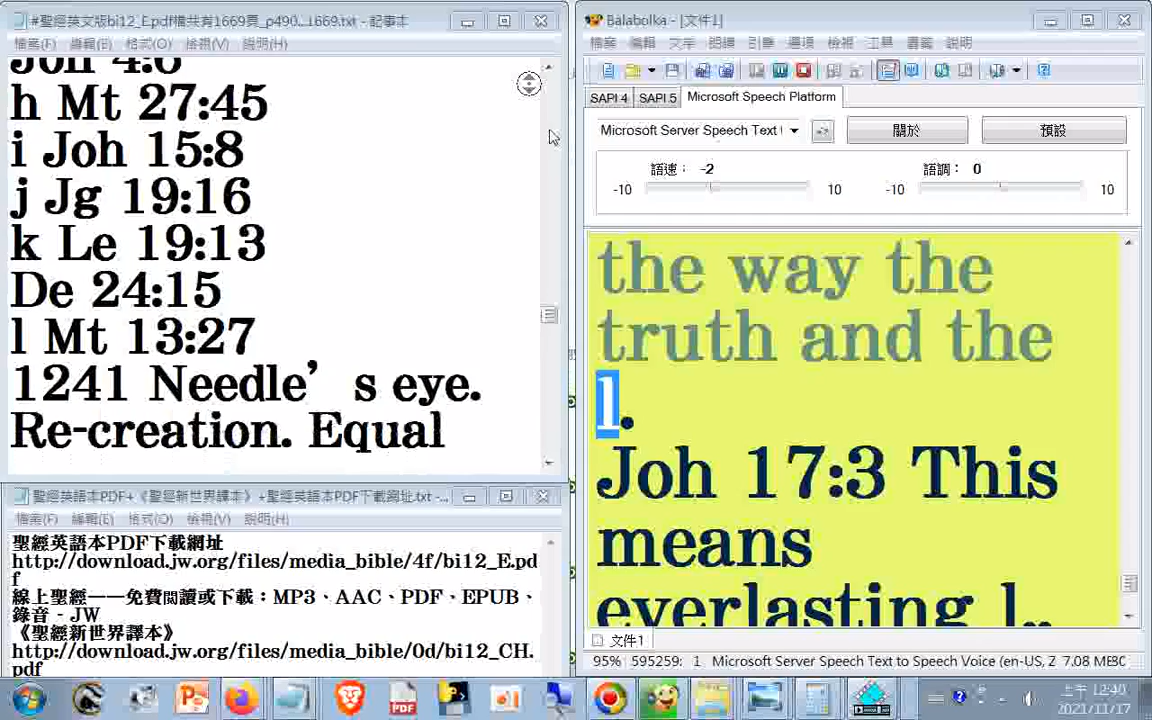 #聖經英文版bi12_E.pdf檔共有1669頁_p490...1669.txt - 記事本
檔案(F) 編輯(E) 格式(O) 檢視(V) 說明(H)
Joh 4:6
h Mt 27:45
i Joh 15:8
j Jg 19:16
k Le 19:13
De 24:15
l Mt 13:27
1241 Needle’s eye.
Re-creation. Equal
聖經英語本PDF+《聖經新世界譯本》+聖經英語本PDF下載網址.txt -...
檔案(F) 編輯(E) 格式(O) 檢視(V) 說明(H)
聖經英語本PDF下載網址
http://download.jw.org/files/media_bible/4f/bi12_E.pd
f
線上聖經——免費閱讀或下載：MP3、AAC、PDF、EPUB、
錄音 - JW
《聖經新世界譯本》
http://download.jw.org/files/media_bible/0d/bi12_CH.
pdf
Balabolka - [文件1]
檔案 編輯 文字 朗讀 引擎 選項 檢視 工具 書籤 說明
SAPI 4 SAPI 5 Microsoft Speech Platform
Microsoft Server Speech Text 關於 預設
語速： -2 語調： 0
-10 10 -10 10
the way the
truth and the
l.
Joh 17:3 This
means
everlasting l..
文件1
95% 595259: 1 Microsoft Server Speech Text to Speech Voice (en-US, Z 7.08 МБ
上午 12:40
2021/11/17